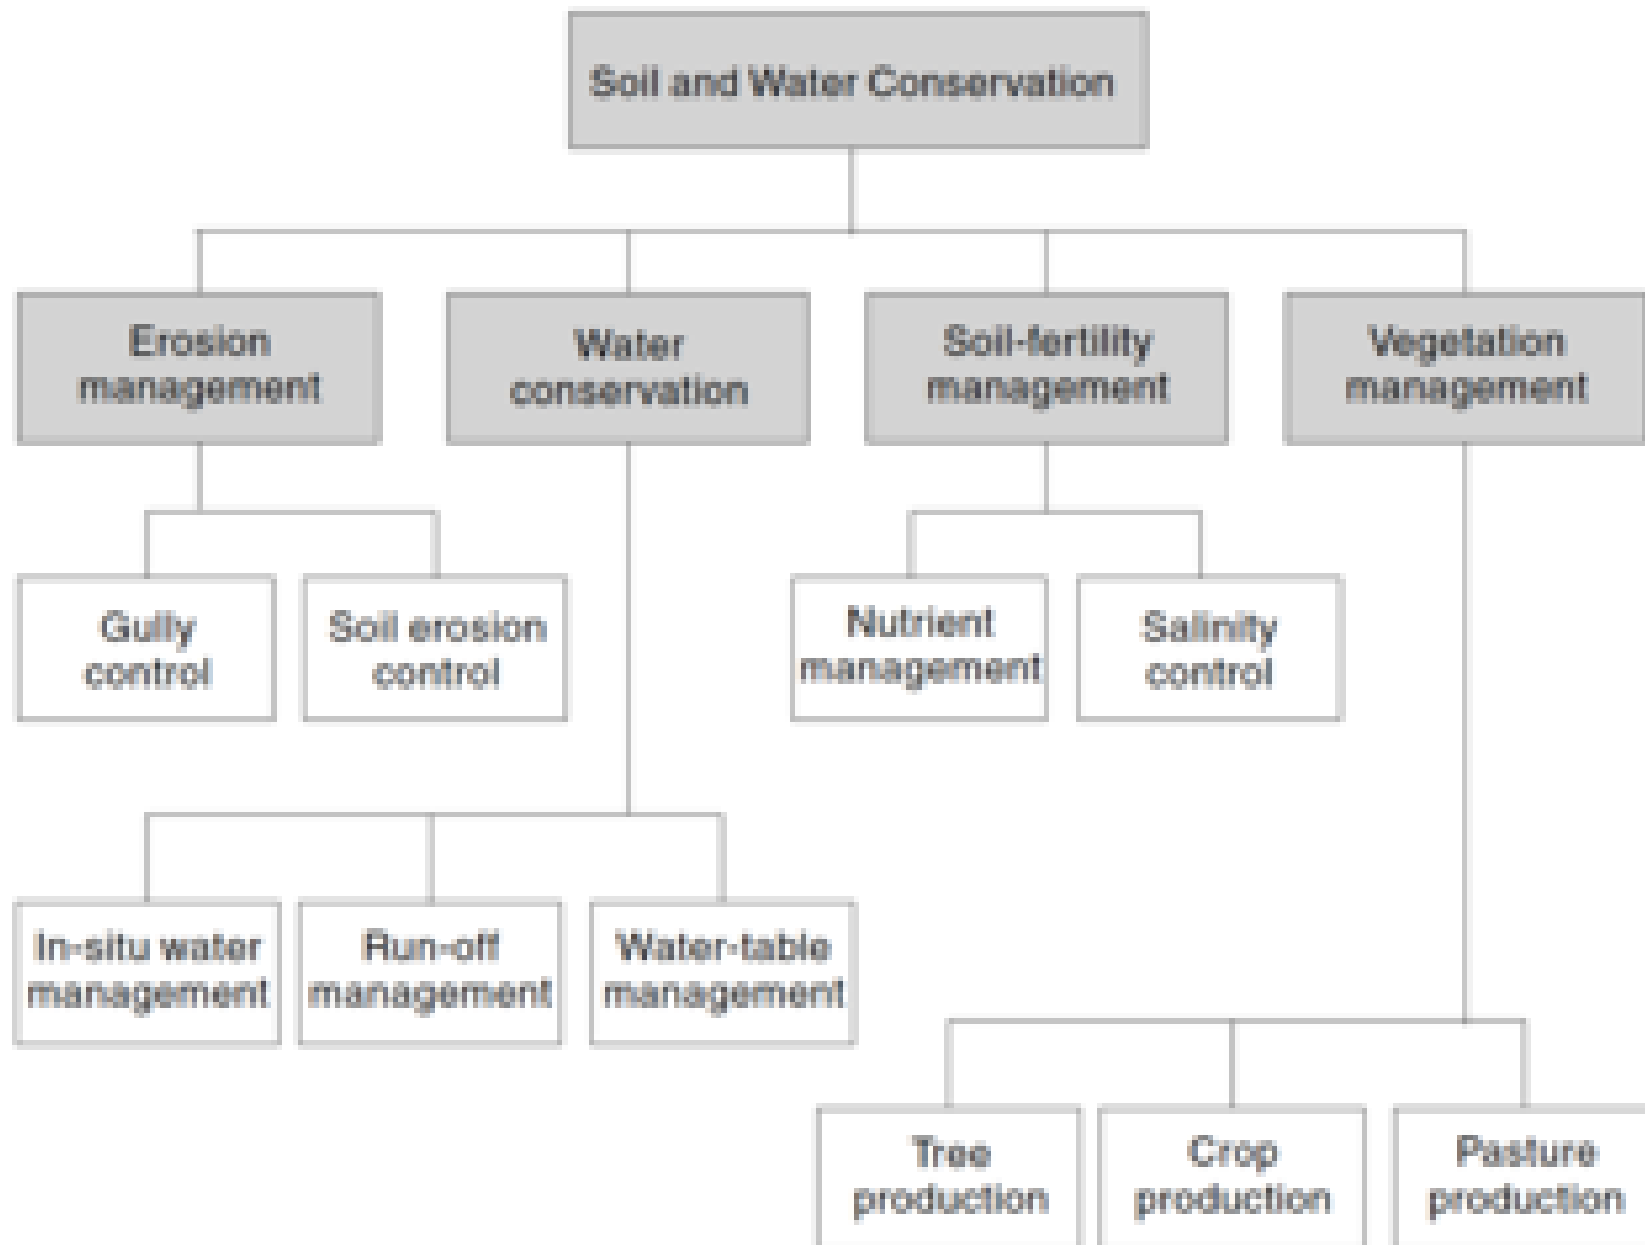 Soil and Water Conservation
Erosion
management
Water
conservation
Soil-fertility
management
Vegetation
management
Gully
control
Soil erosion
control
Nutrient
management
Salinity
control
In-situ water
management
Run-off
management
Water-table
management
Tree
production
Crop
production
Pasture
production